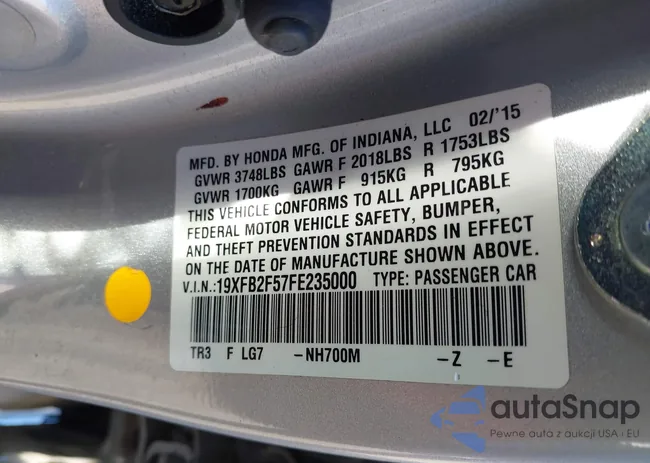 MFD. BY HONDA MFG. OF INDIANA, LLC 02/'15
GVWR 3748LBS GAWR F 2018LBS R 1753LBS
GVWR 1700KG GAWR F 915KG R 795KG
THIS VEHICLE CONFORMS TO ALL APPLICABLE
FEDERAL MOTOR VEHICLE SAFETY, BUMPER,
AND THEFT PREVENTION STANDARDS IN EFFECT
ON THE DATE OF MANUFACTURE SHOWN ABOVE.
V.I.N.:19XFB2F57FE235000 TYPE: PASSENGER CAR
TR3 F LG7 -NH700M -Z -E
autaSnap
Pewne auta z aukcji USA i EU